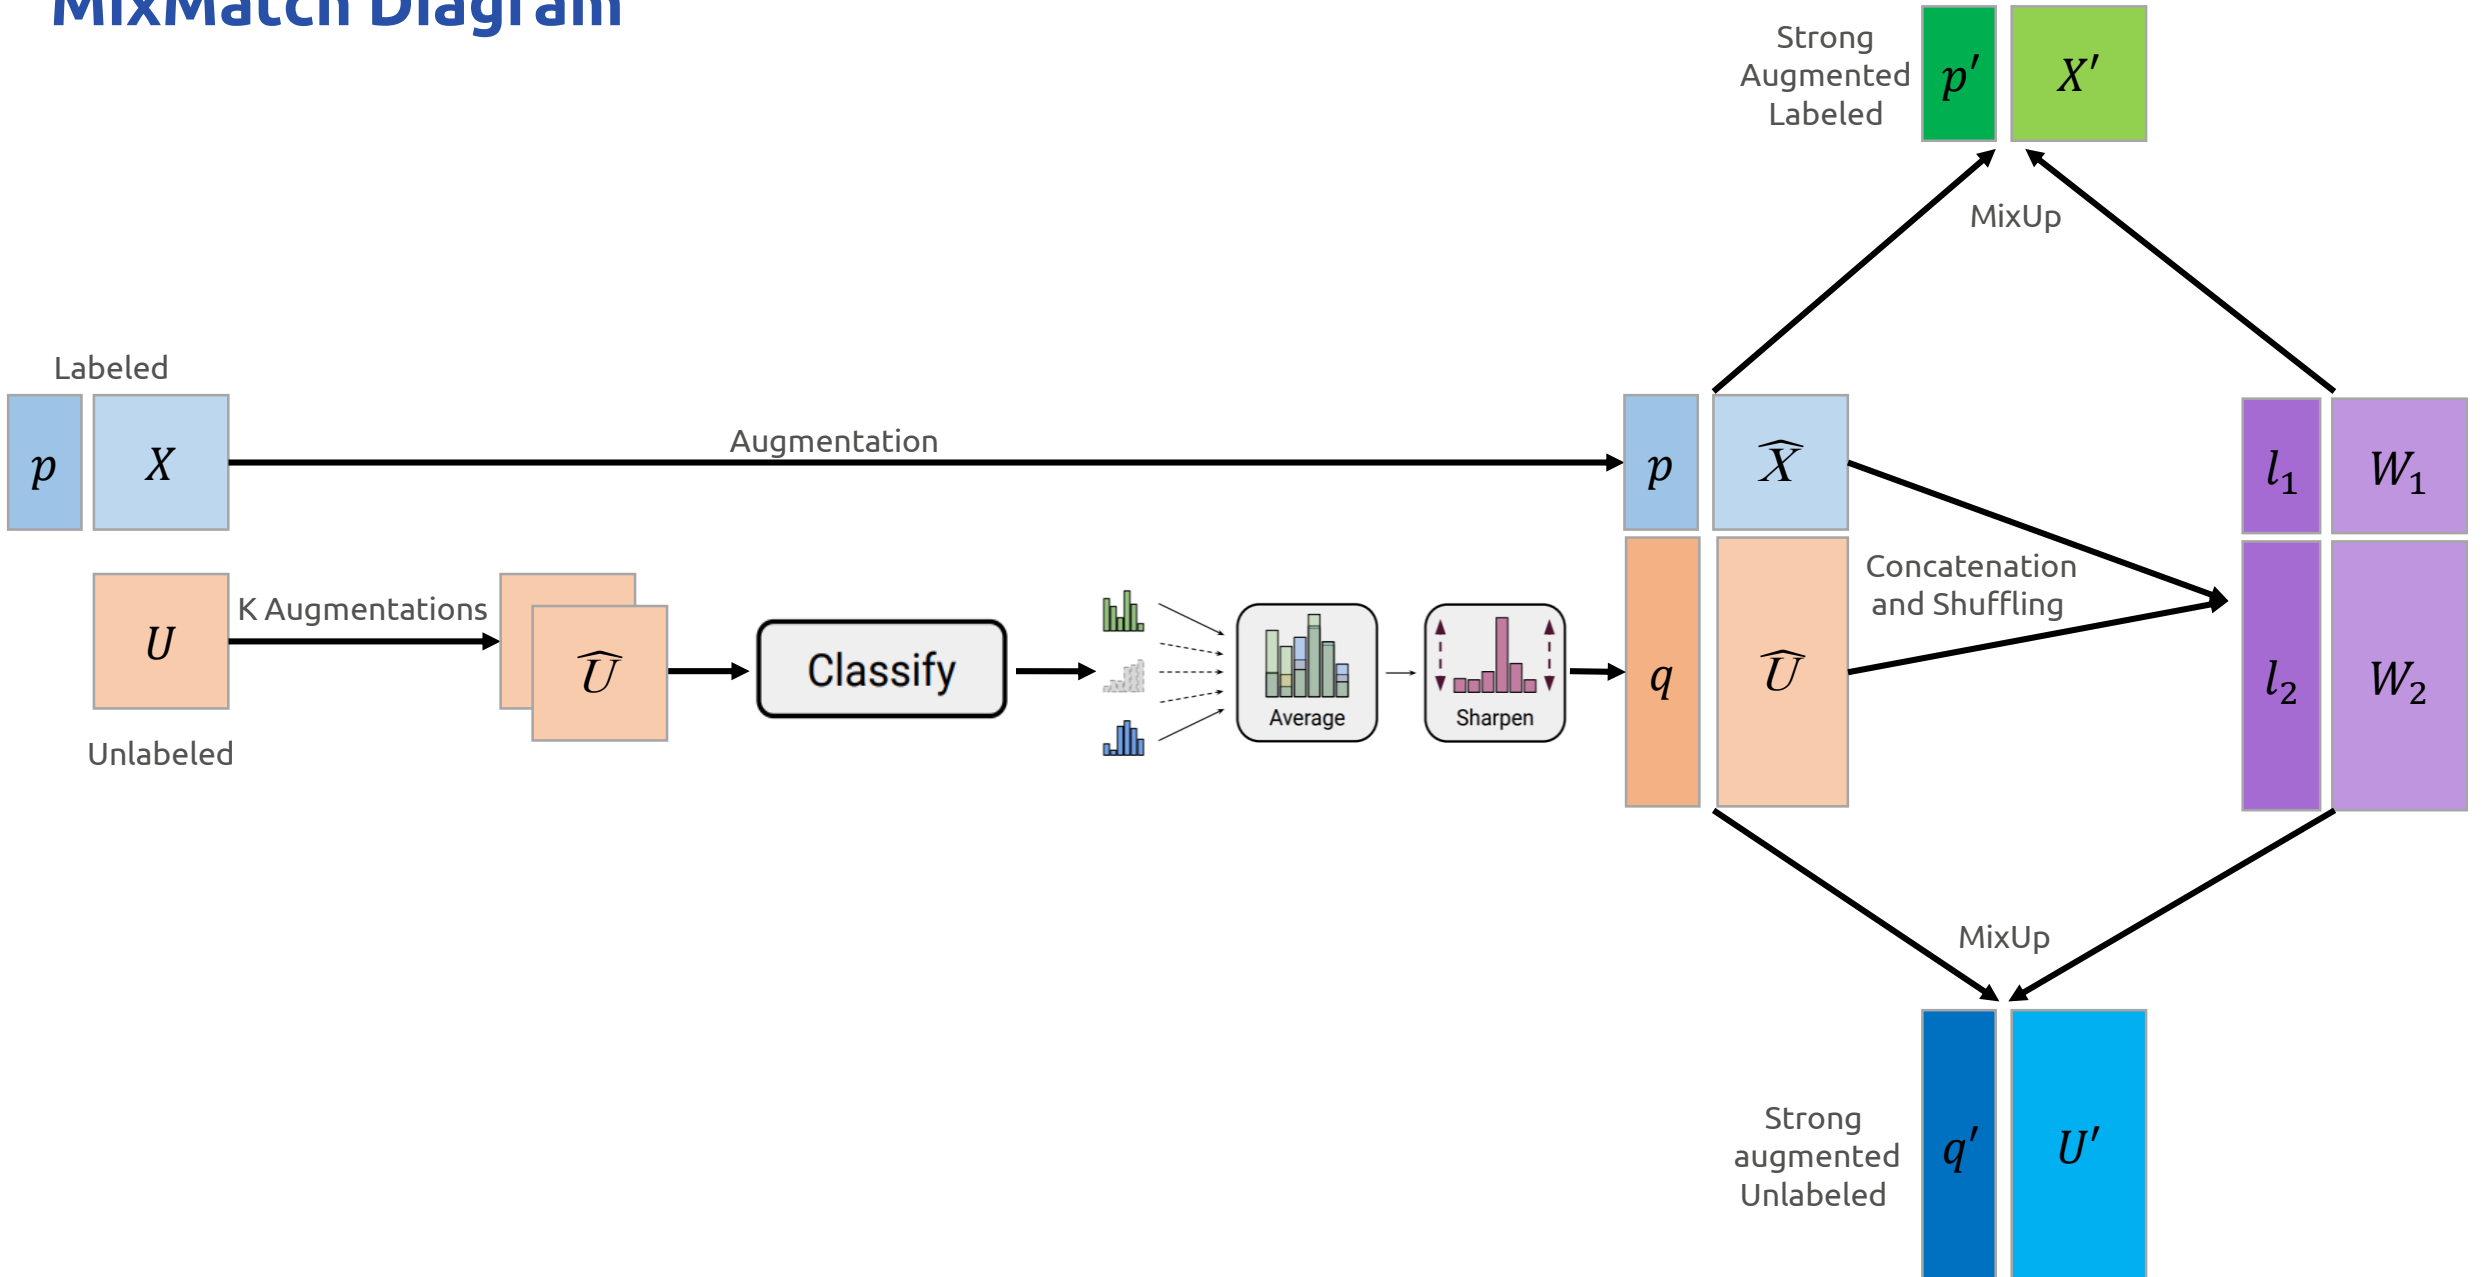 MixMatch Diagram
Strong
Augmented
Labeled
p′ X′
MixUp
Labeled
p X
Augmentation
p X̂
l₁ W₁
U
K Augmentations
Û
Unlabeled
Classify
Average
Sharpen
q Û
Concatenation
and Shuffling
l₂ W₂
MixUp
Strong
augmented
Unlabeled
q′ U′